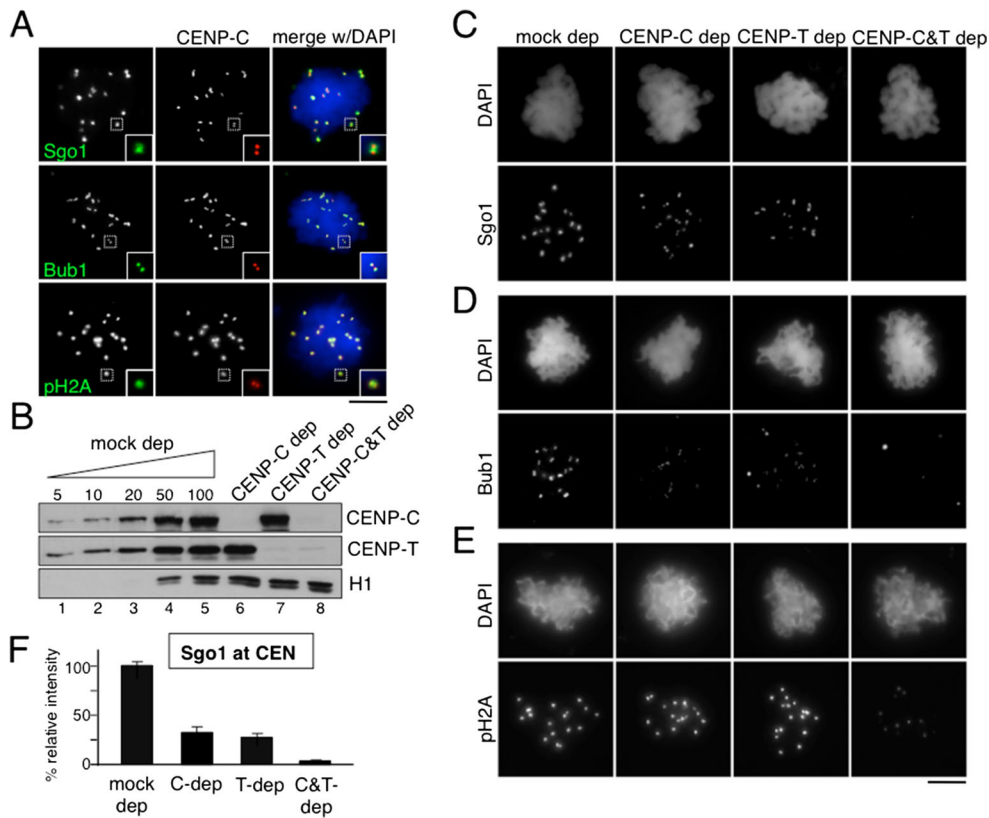 A
CENP-C merge w/DAPI
Sgo1
Bub1
pH2A
B
mock dep
CENP-C dep
CENP-T dep
CENP-C&T dep
5 10 20 50 100
CENP-C
CENP-T
H1
1 2 3 4 5 6 7 8
F
Sgo1 at CEN
% relative intensity
100
50
0
mock dep C-dep T-dep C&T-dep
C
mock dep CENP-C dep CENP-T dep CENP-C&T dep
DAPI
Sgo1
D
DAPI
Bub1
E
DAPI
pH2A